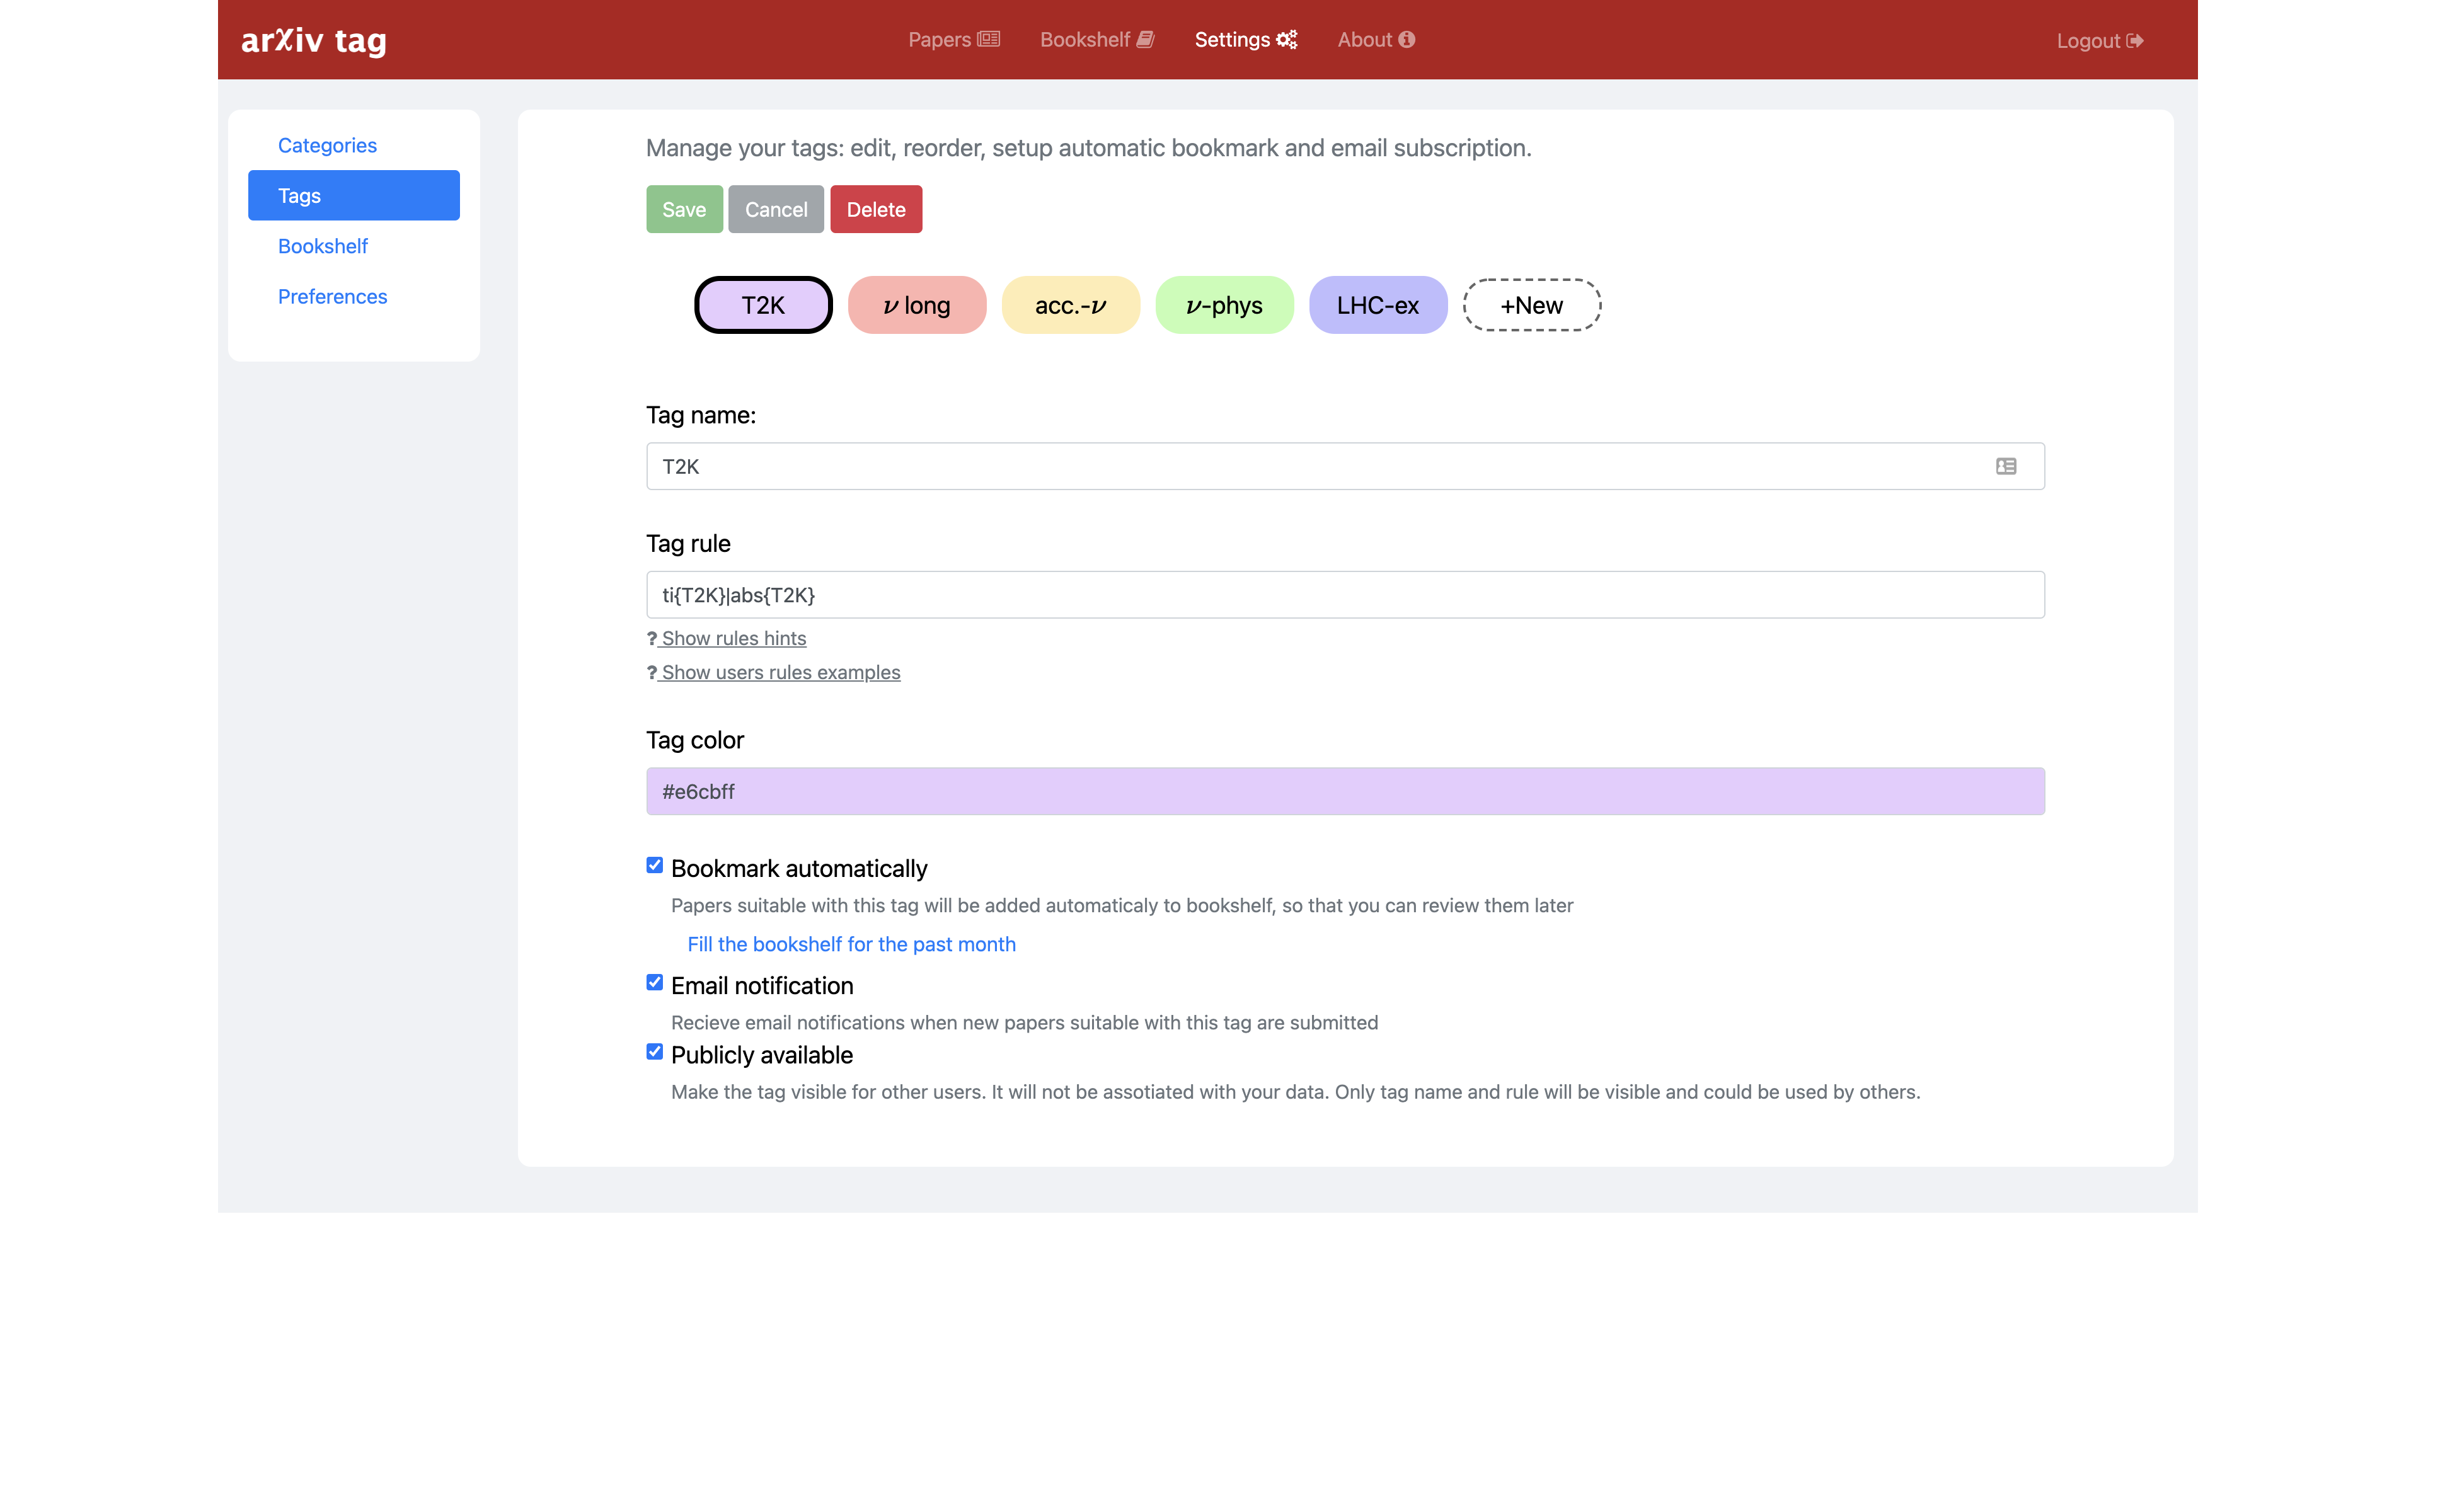 arXiv tag
Papers
Bookshelf
Settings
About
Logout
Categories
Tags
Bookshelf
Preferences
Manage your tags: edit, reorder, setup automatic bookmark and email subscription.
Save
Cancel
Delete
T2K
ν long
acc.-ν
ν-phys
LHC-ex
+New
Tag name:
T2K
Tag rule
ti{T2K}|abs{T2K}
? Show rules hints
? Show users rules examples
Tag color
#e6cbff
Bookmark automatically
Papers suitable with this tag will be added automaticaly to bookshelf, so that you can review them later
Fill the bookshelf for the past month
Email notification
Recieve email notifications when new papers suitable with this tag are submitted
Publicly available
Make the tag visible for other users. It will not be assotiated with your data. Only tag name and rule will be visible and could be used by others.